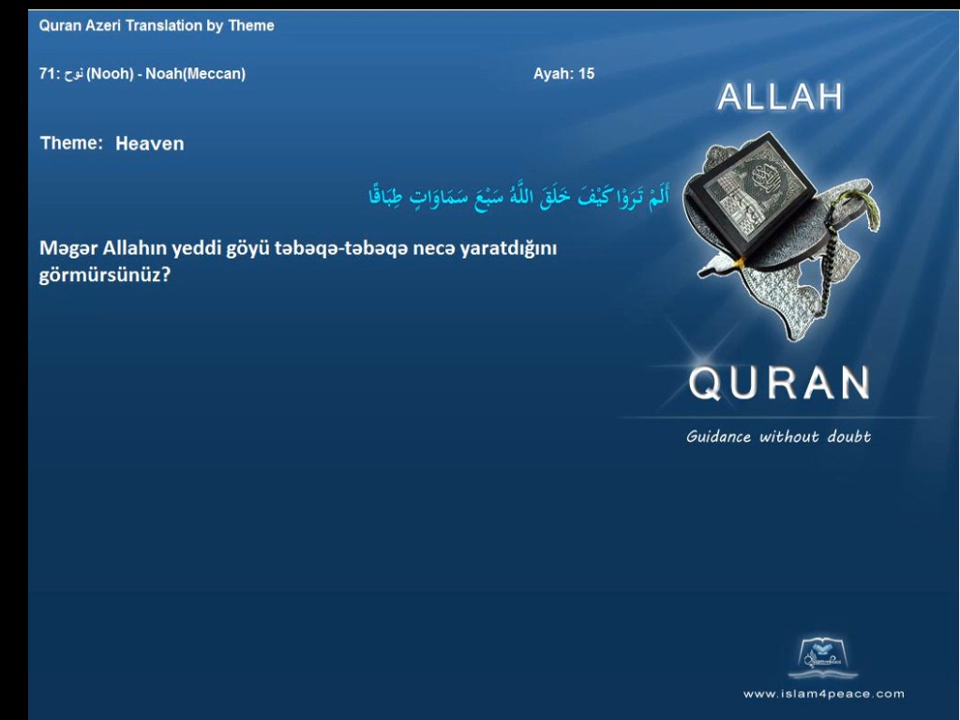 Quran Azeri Translation by Theme
71: نوح (Nooh) - Noah(Meccan) Ayah: 15
Theme: Heaven
أَلَمْ تَرَوْا كَيْفَ خَلَقَ اللَّهُ سَبْعَ سَمَاوَاتٍ طِبَاقًا
Məgər Allahın yeddi göyü təbəqə-təbəqə necə yaratdığını
görmürsünüz?
ALLAH
QURAN
Guidance without doubt
www.islam4peace.com